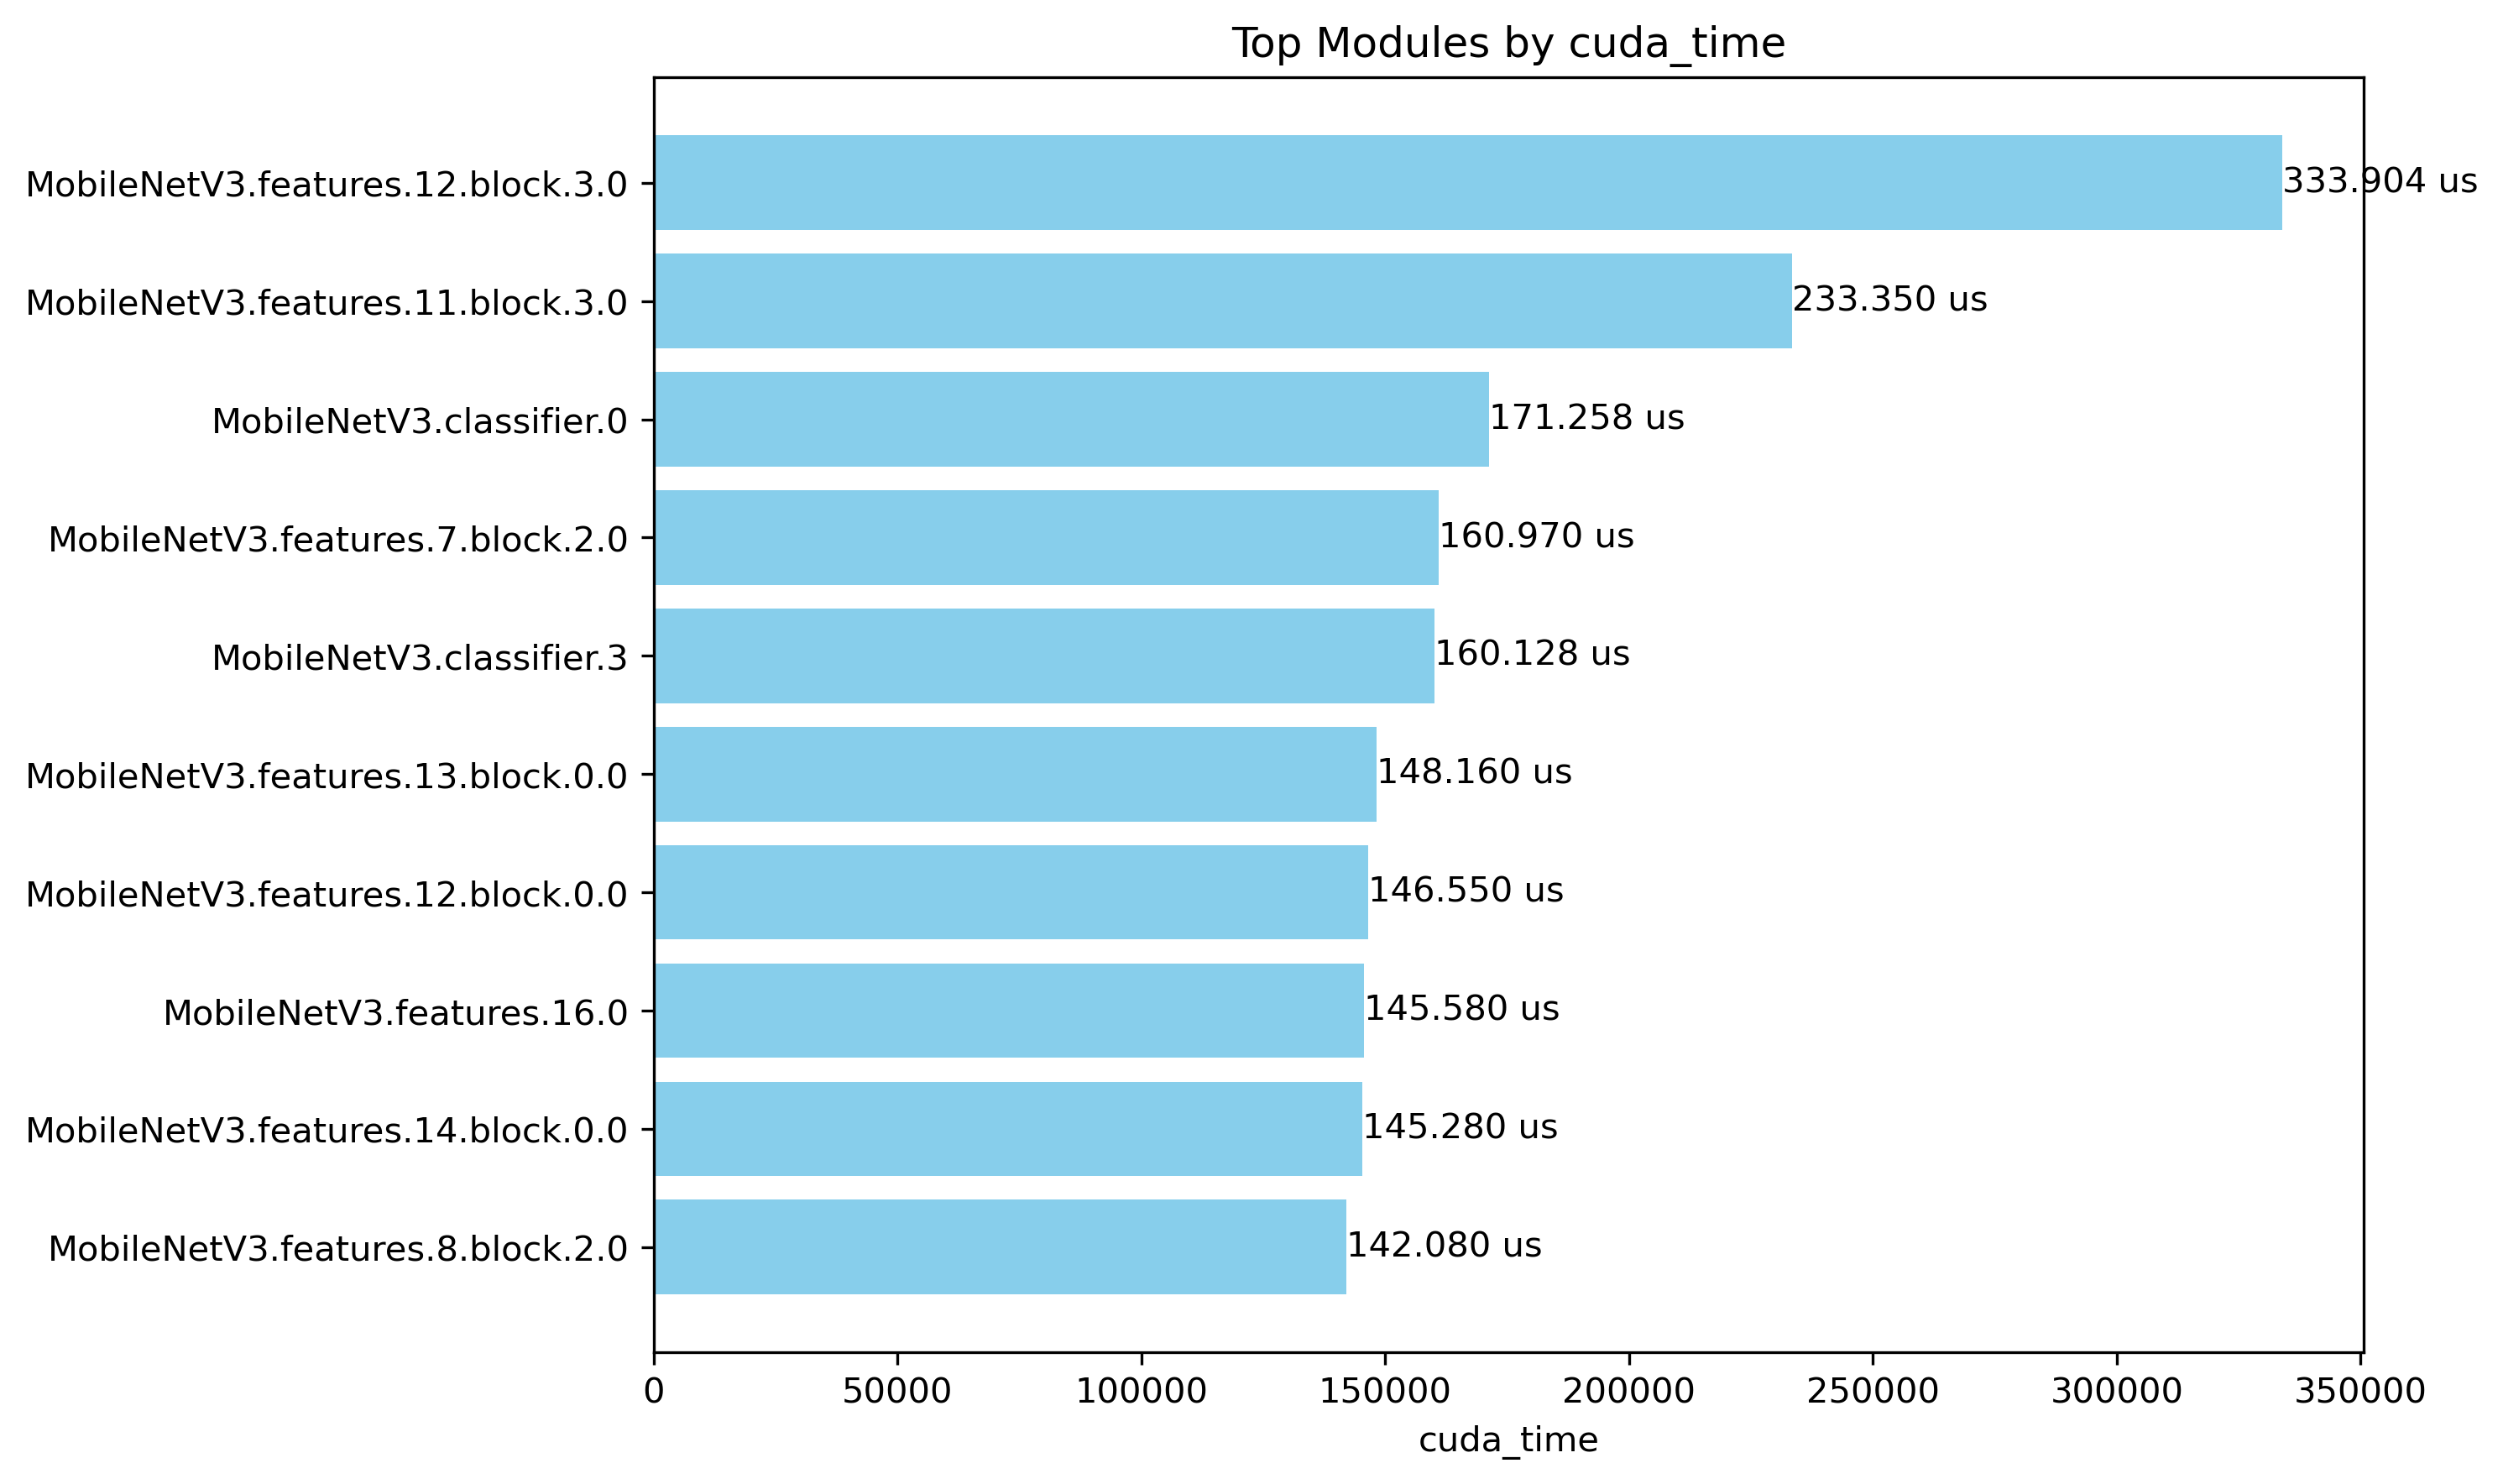 Top Modules by cuda_time
MobileNetV3.features.12.block.3.0 333.904 us
MobileNetV3.features.11.block.3.0 233.350 us
MobileNetV3.classifier.0 171.258 us
MobileNetV3.features.7.block.2.0 160.970 us
MobileNetV3.classifier.3 160.128 us
MobileNetV3.features.13.block.0.0 148.160 us
MobileNetV3.features.12.block.0.0 146.550 us
MobileNetV3.features.16.0 145.580 us
MobileNetV3.features.14.block.0.0 145.280 us
MobileNetV3.features.8.block.2.0 142.080 us
0 50000 100000 150000 200000 250000 300000 350000
cuda_time